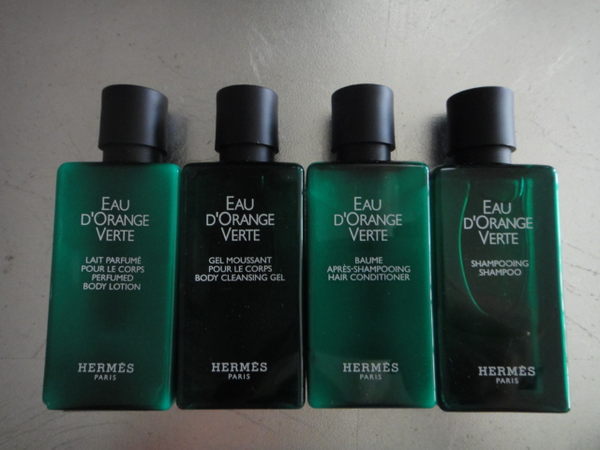 EAU
D'ORANGE
VERTE
LAIT PARFUMÉ
POUR LE CORPS
PERFUMED
BODY LOTION
HERMÈS
PARIS
EAU
D'ORANGE
VERTE
GEL MOUSSANT
POUR LE CORPS
BODY CLEANSING GEL
HERMÈS
PARIS
EAU
D'ORANGE
VERTE
BAUME
APRÈS-SHAMPOOING
HAIR CONDITIONER
HERMÈS
PARIS
EAU
D'ORANGE
VERTE
SHAMPOOING
SHAMPOO
HERMÈS
PARIS